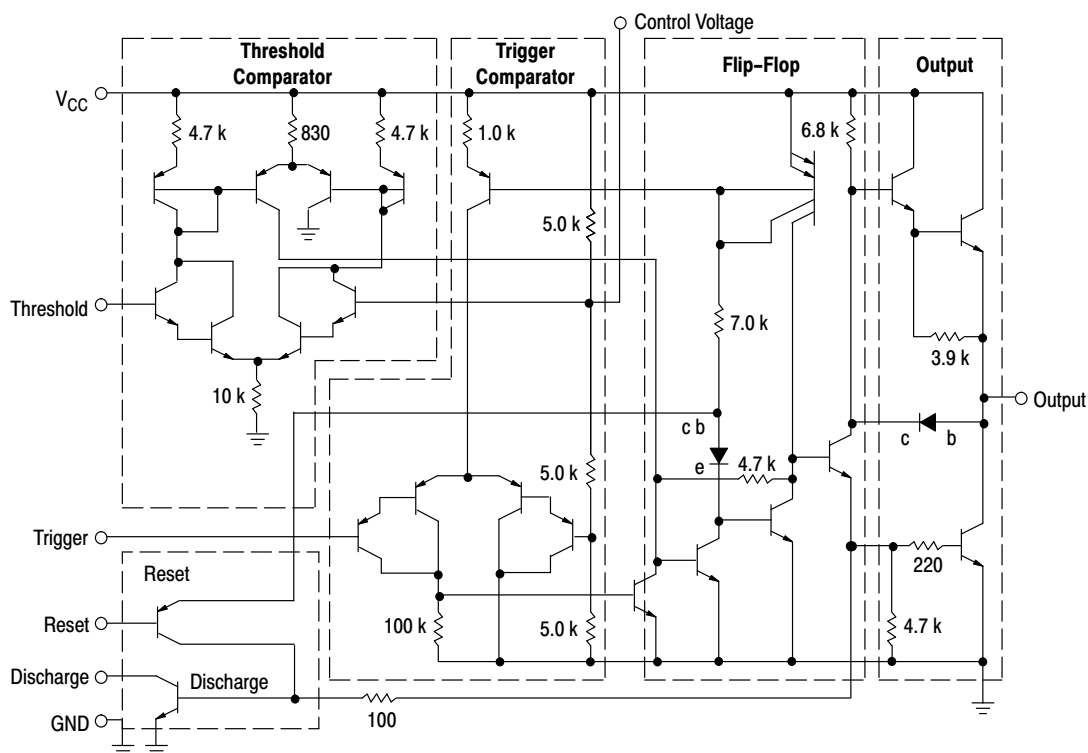 Control Voltage
Threshold
Comparator
Trigger
Comparator
Flip-Flop
Output
VCC
4.7 k
830
4.7 k
1.0 k
6.8 k
5.0 k
Threshold
7.0 k
3.9 k
10 k
Output
c b
c
b
e
4.7 k
5.0 k
Trigger
Reset
220
Reset
100 k
5.0 k
4.7 k
Discharge
Discharge
GND
100